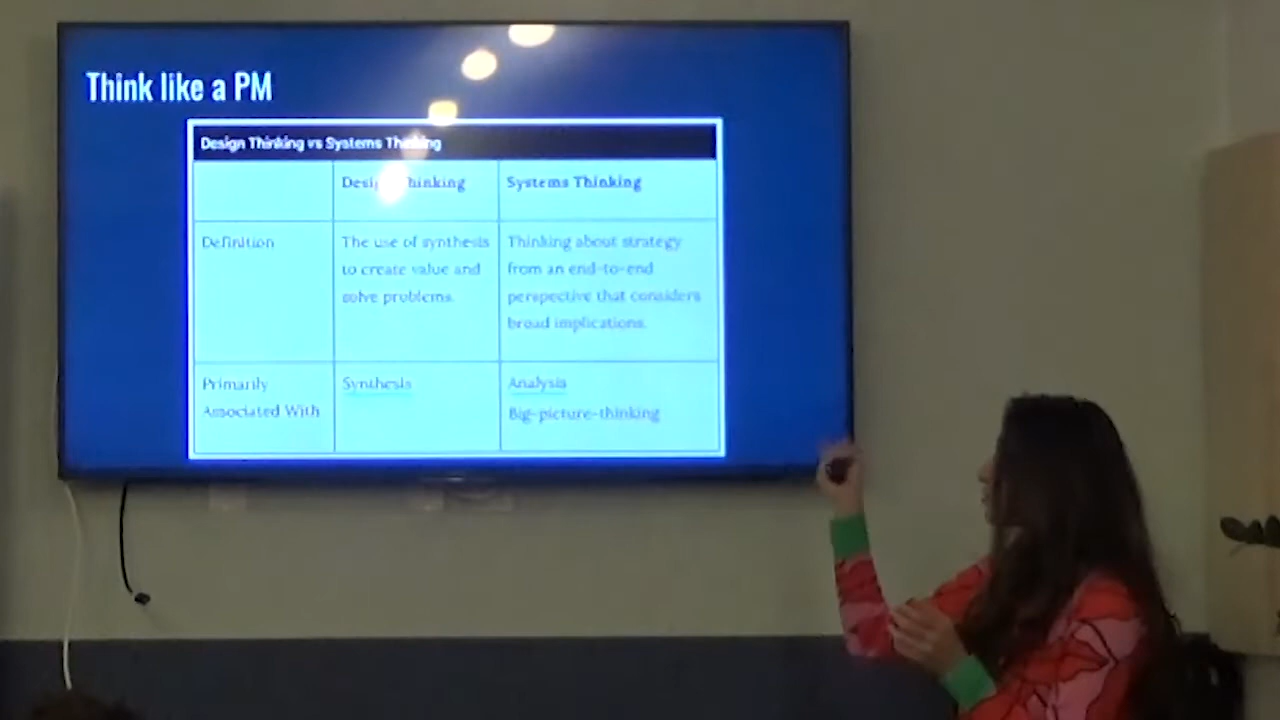 Think like a PM
Design Thinking vs Systems Thinking
Design Thinking
Systems Thinking
Definition
The use of synthesis
to create value and
solve problems.
Thinking about strategy
from an end-to-end
perspective that considers
broad implications.
Primarily
Associated With
Synthesis
Analysis
Big-picture-thinking